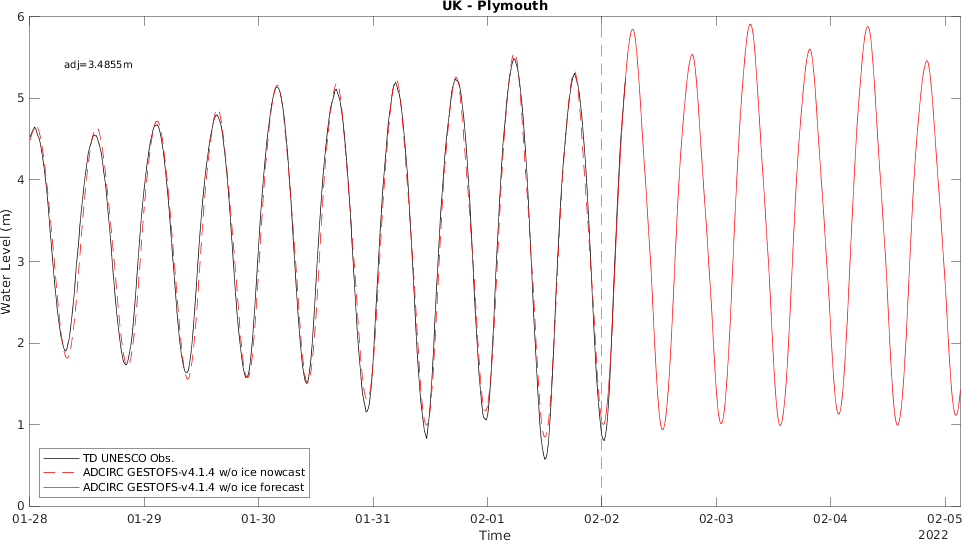 UK - Plymouth
adj=3.4855m
6
5
4
3
2
1
0
Water Level (m)
TD UNESCO Obs.
ADCIRC GESTOFS-v4.1.4 w/o ice nowcast
ADCIRC GESTOFS-v4.1.4 w/o ice forecast
01-28 01-29 01-30 01-31 02-01 02-02 02-03 02-04 02-05
Time
2022